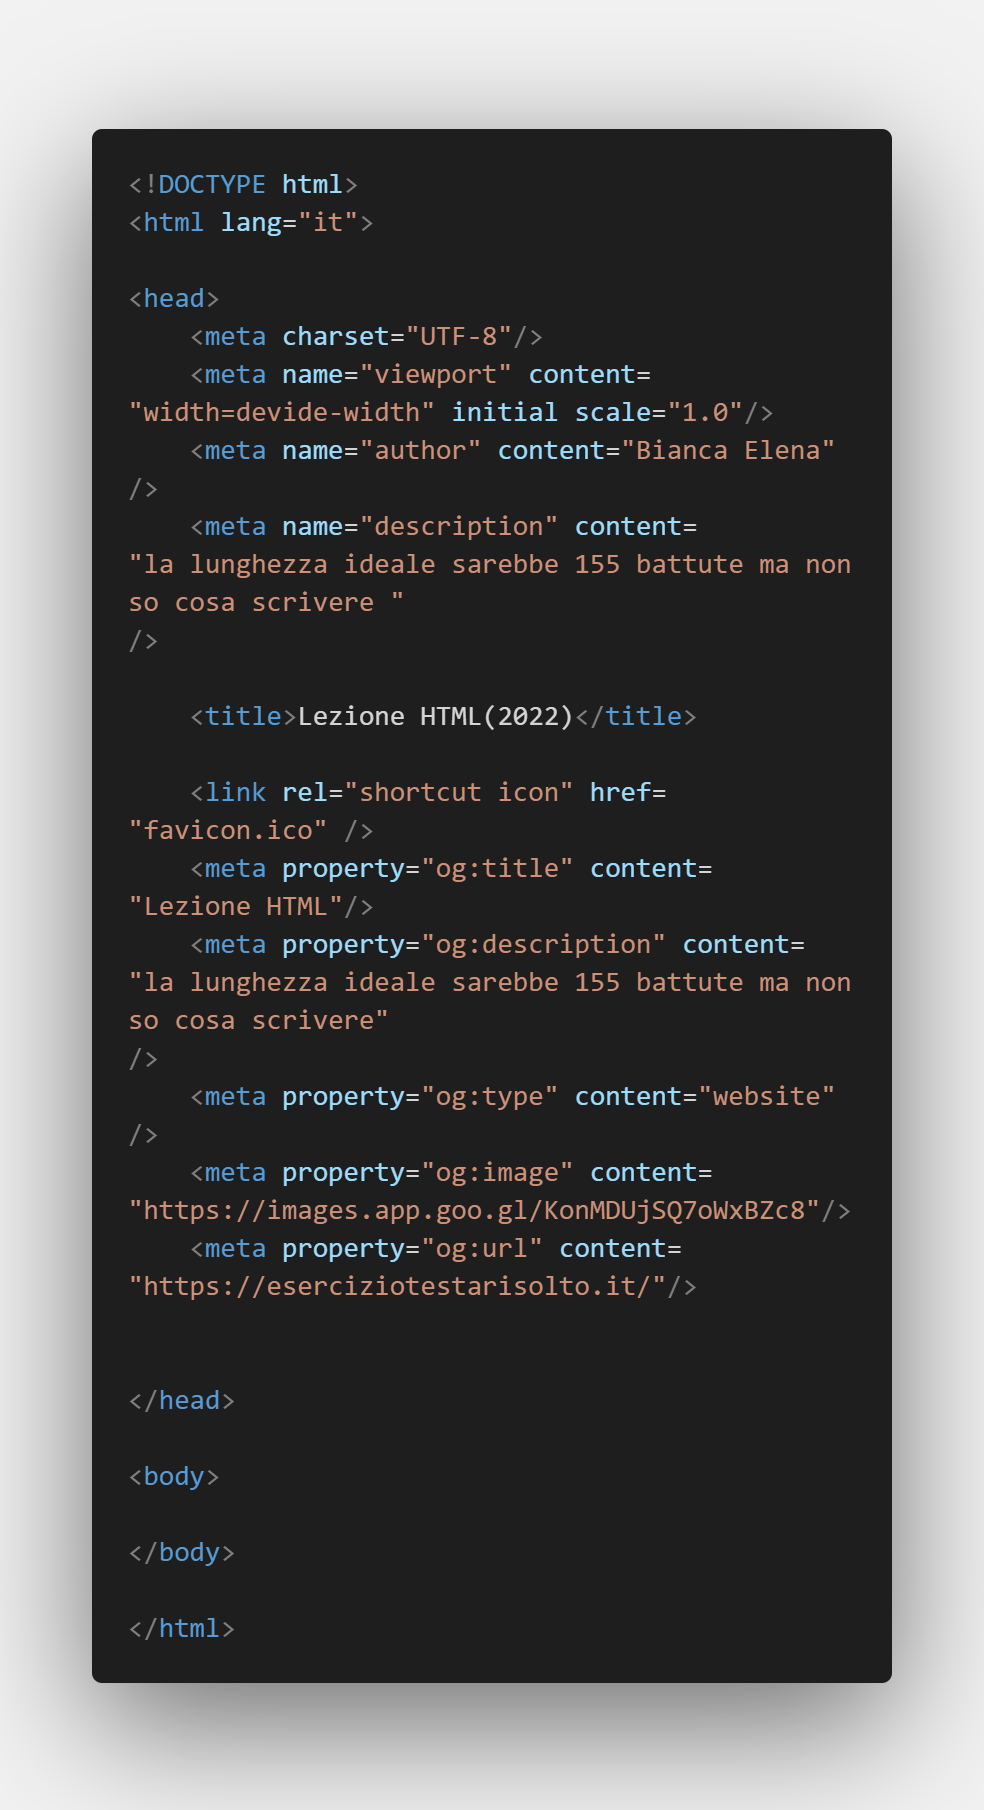 <!DOCTYPE html>
<html lang="it">
<head>
    <meta charset="UTF-8"/>
    <meta name="viewport" content=
"width=devide-width" initial scale="1.0"/>
    <meta name="author" content="Bianca Elena"
/>
    <meta name="description" content=
"la lunghezza ideale sarebbe 155 battute ma non
so cosa scrivere "
/>
    <title>Lezione HTML(2022)</title>
    <link rel="shortcut icon" href=
"favicon.ico" />
    <meta property="og:title" content=
"Lezione HTML"/>
    <meta property="og:description" content=
"la lunghezza ideale sarebbe 155 battute ma non
so cosa scrivere"
/>
    <meta property="og:type" content="website"
/>
    <meta property="og:image" content=
"https://images.app.goo.gl/KonMDUjSQ7oWxBZc8"/>
    <meta property="og:url" content=
"https://eserciziotestarisolto.it/"/>
</head>
<body>
</body>
</html>